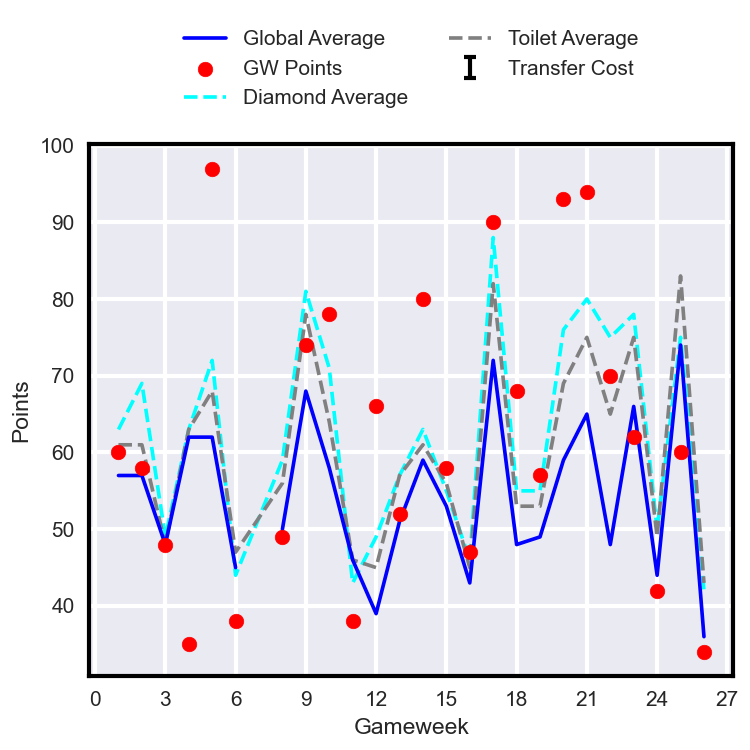 Global Average
GW Points
Diamond Average
Toilet Average
Transfer Cost
100
90
80
70
60
50
40
Points
0 3 6 9 12 15 18 21 24 27
Gameweek